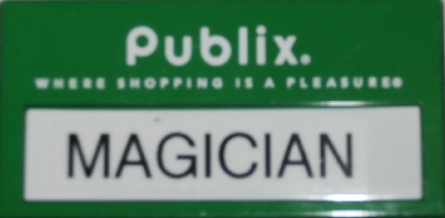 Publix.
WHERE SHOPPING IS A PLEASURE®
MAGICIAN